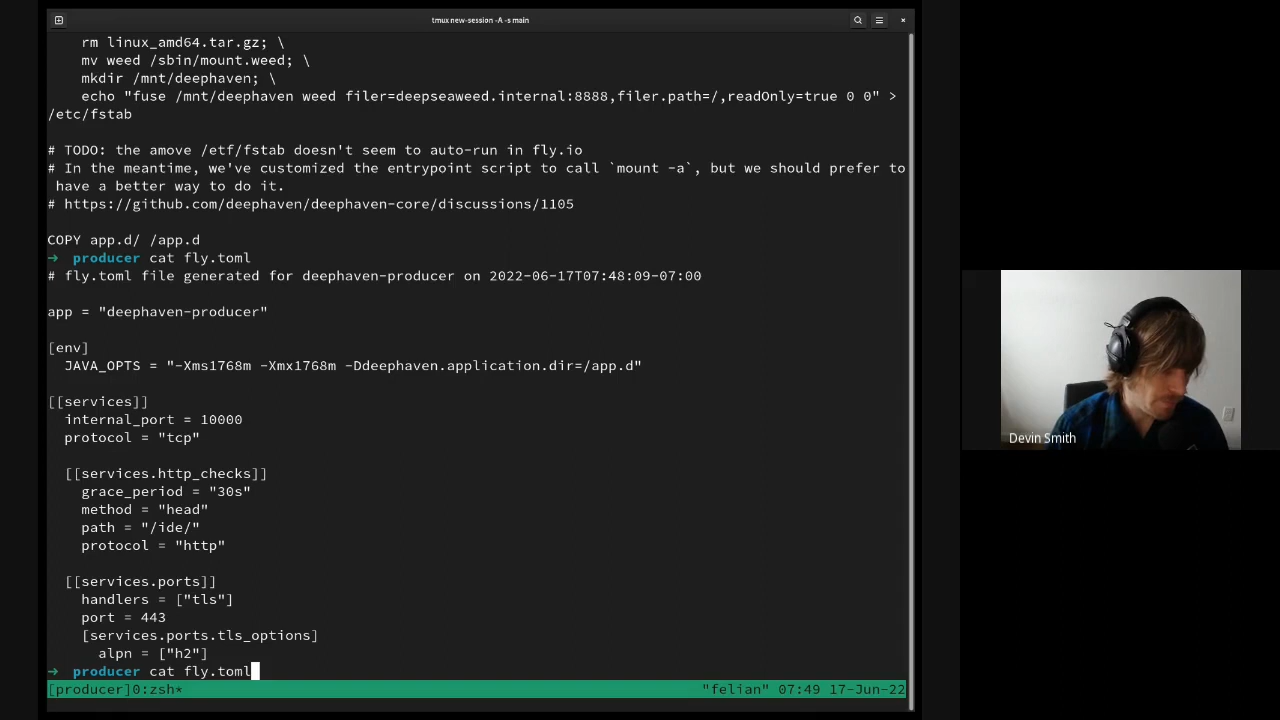 tmux new-session -A -s main
rm linux_amd64.tar.gz; \
mv weed /sbin/mount.weed; \
mkdir /mnt/deephaven; \
echo "fuse /mnt/deephaven weed filer=deepseaweed.internal:8888,filer.path=/,readOnly=true 0 0" >
/etc/fstab
# TODO: the amove /etf/fstab doesn't seem to auto-run in fly.io
# In the meantime, we've customized the entrypoint script to call `mount -a`, but we should prefer to
have a better way to do it.
# https://github.com/deephaven/deephaven-core/discussions/1105
COPY app.d/ /app.d
→ producer cat fly.toml
# fly.toml file generated for deephaven-producer on 2022-06-17T07:48:09-07:00
app = "deephaven-producer"
[env]
JAVA_OPTS = "-Xms1768m -Xmx1768m -Ddeephaven.application.dir=/app.d"
[[services]]
internal_port = 10000
protocol = "tcp"
[[services.http_checks]]
grace_period = "30s"
method = "head"
path = "/ide/"
protocol = "http"
[[services.ports]]
handlers = ["tls"]
port = 443
[services.ports.tls_options]
alpn = ["h2"]
→ producer cat fly.toml
[producer]0:zsh* "felian" 07:49 17-Jun-22
Devin Smith